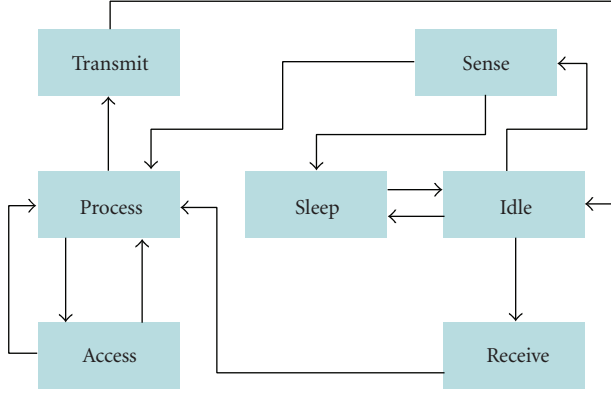 Transmit
Sense
Process
Sleep
Idle
Access
Receive